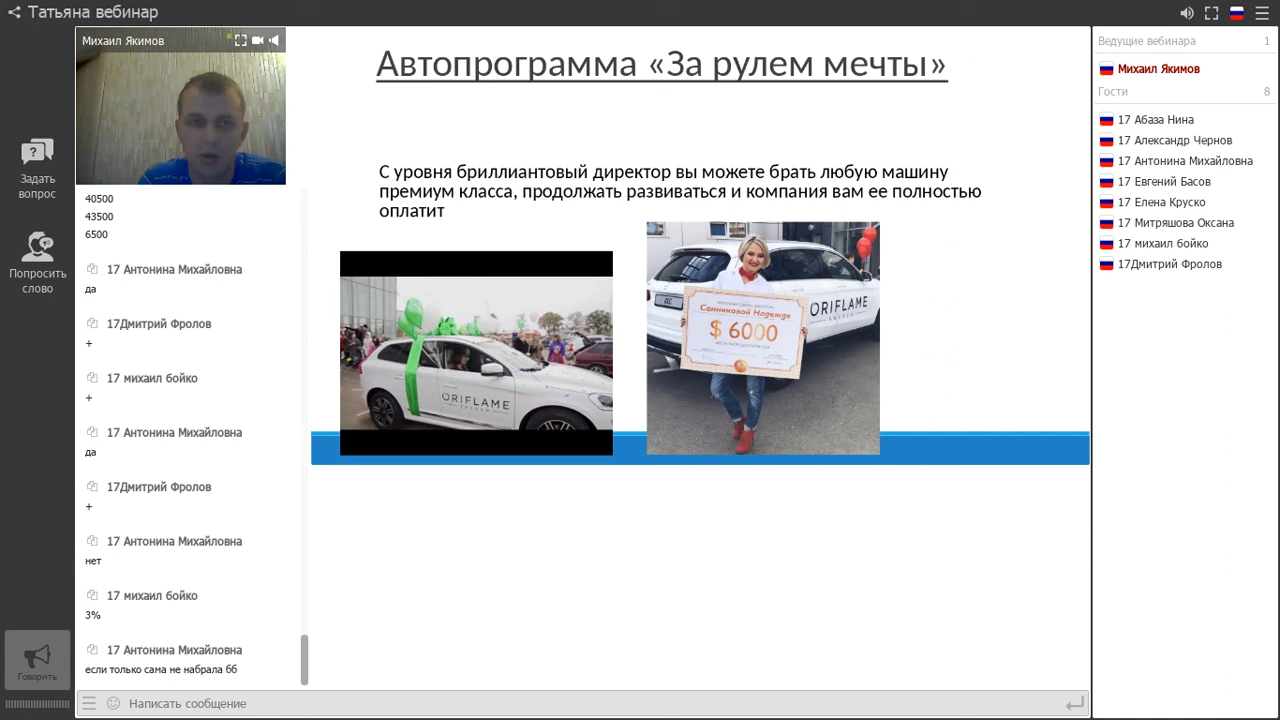 Татьяна вебинар
Михаил Якимов
Задать
вопрос
Попросить
слово
Говорить
40500
43500
6500
17 Антонина Михайловна
да
17Дмитрий Фролов
+
17 михаил бойко
+
17 Антонина Михайловна
да
17Дмитрий Фролов
+
17 Антонина Михайловна
нет
17 михаил бойко
3%
17 Антонина Михайловна
если только сама не набрала бб
Написать сообщение
Автопрограмма «За рулем мечты»
С уровня бриллиантовый директор вы можете брать любую машину
премиум класса, продолжать развиваться и компания вам ее полностью
оплатит
ORIFLAME
SWEDEN
ORIFLAME
SWEDEN
Санниковой Надежде
$ 6000
Ведущие вебинара 1
Михаил Якимов
Гости 8
17 Абаза Нина
17 Александр Чернов
17 Антонина Михайловна
17 Евгений Басов
17 Елена Круско
17 Митряшова Оксана
17 михаил бойко
17Дмитрий Фролов